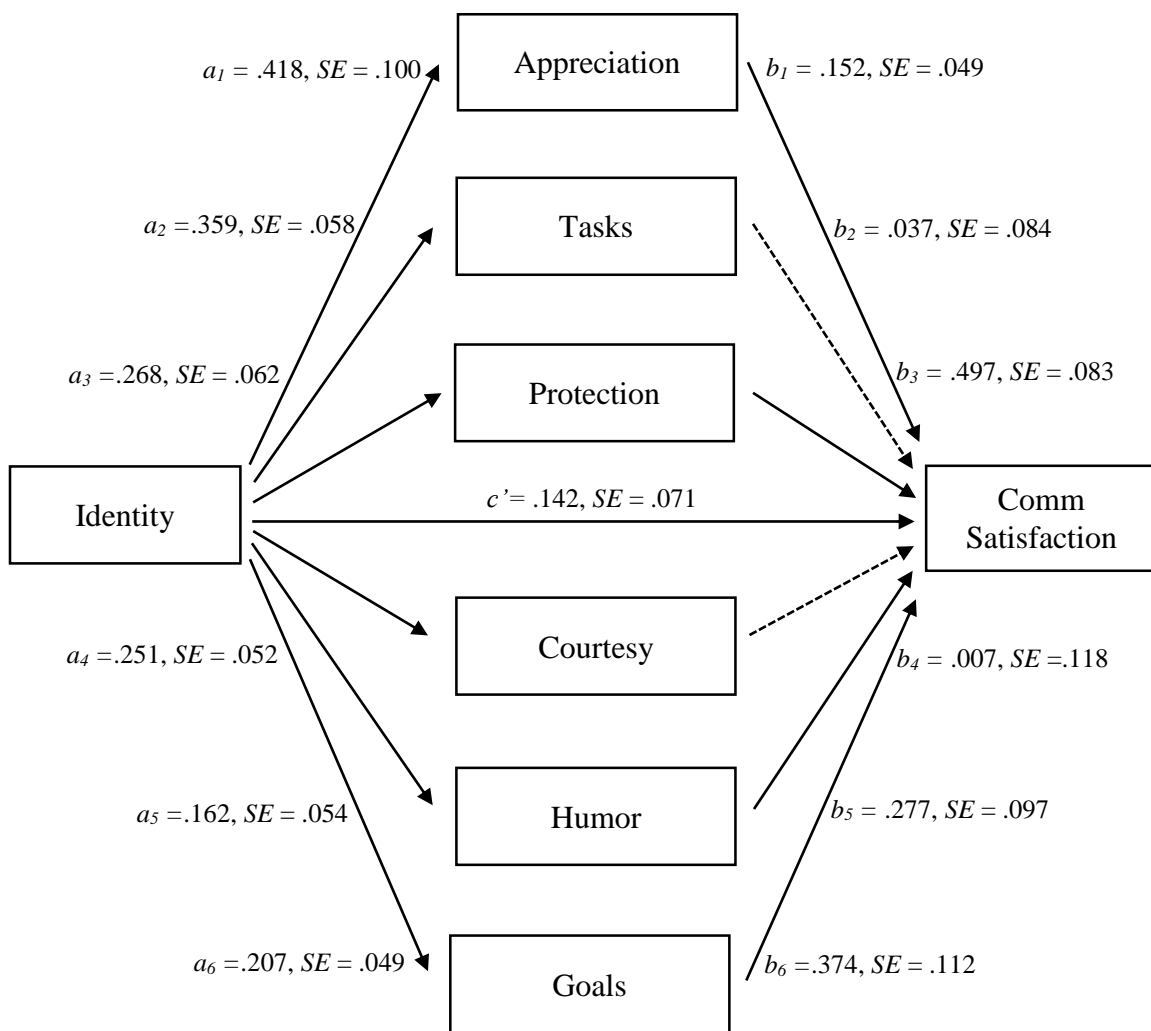 Appreciation
a1 = .418, SE = .100
b1 = .152, SE = .049
a2 =.359, SE = .058
Tasks
b2 = .037, SE = .084
a3 =.268, SE = .062
Protection
b3 = .497, SE = .083
Identity
c’= .142, SE = .071
Comm
Satisfaction
a4 =.251, SE = .052
Courtesy
b4 = .007, SE =.118
a5 =.162, SE = .054
Humor
b5 = .277, SE = .097
a6 =.207, SE = .049
Goals
b6 =.374, SE = .112